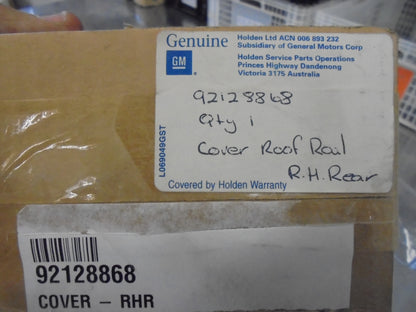 Genuine
GM
Holden Ltd ACN 006 893 232
Subsidiary of General Motors Corp
Holden Service Parts Operations
Princes Highway Dandenong
Victoria 3175 Australia
92128868
Qty 1
Cover Roof Rail
R.H. Rear
L069049GST
Covered by Holden Warranty
92128868
COVER - RHR